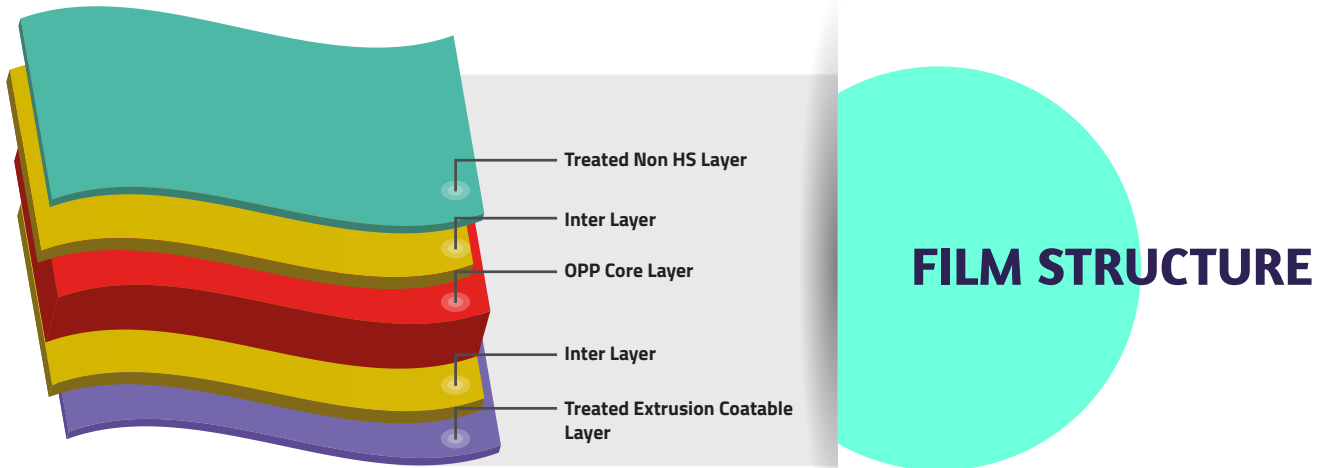 Treated Non HS Layer
Inter Layer
OPP Core Layer
Inter Layer
Treated Extrusion Coatable
Layer
FILM STRUCTURE